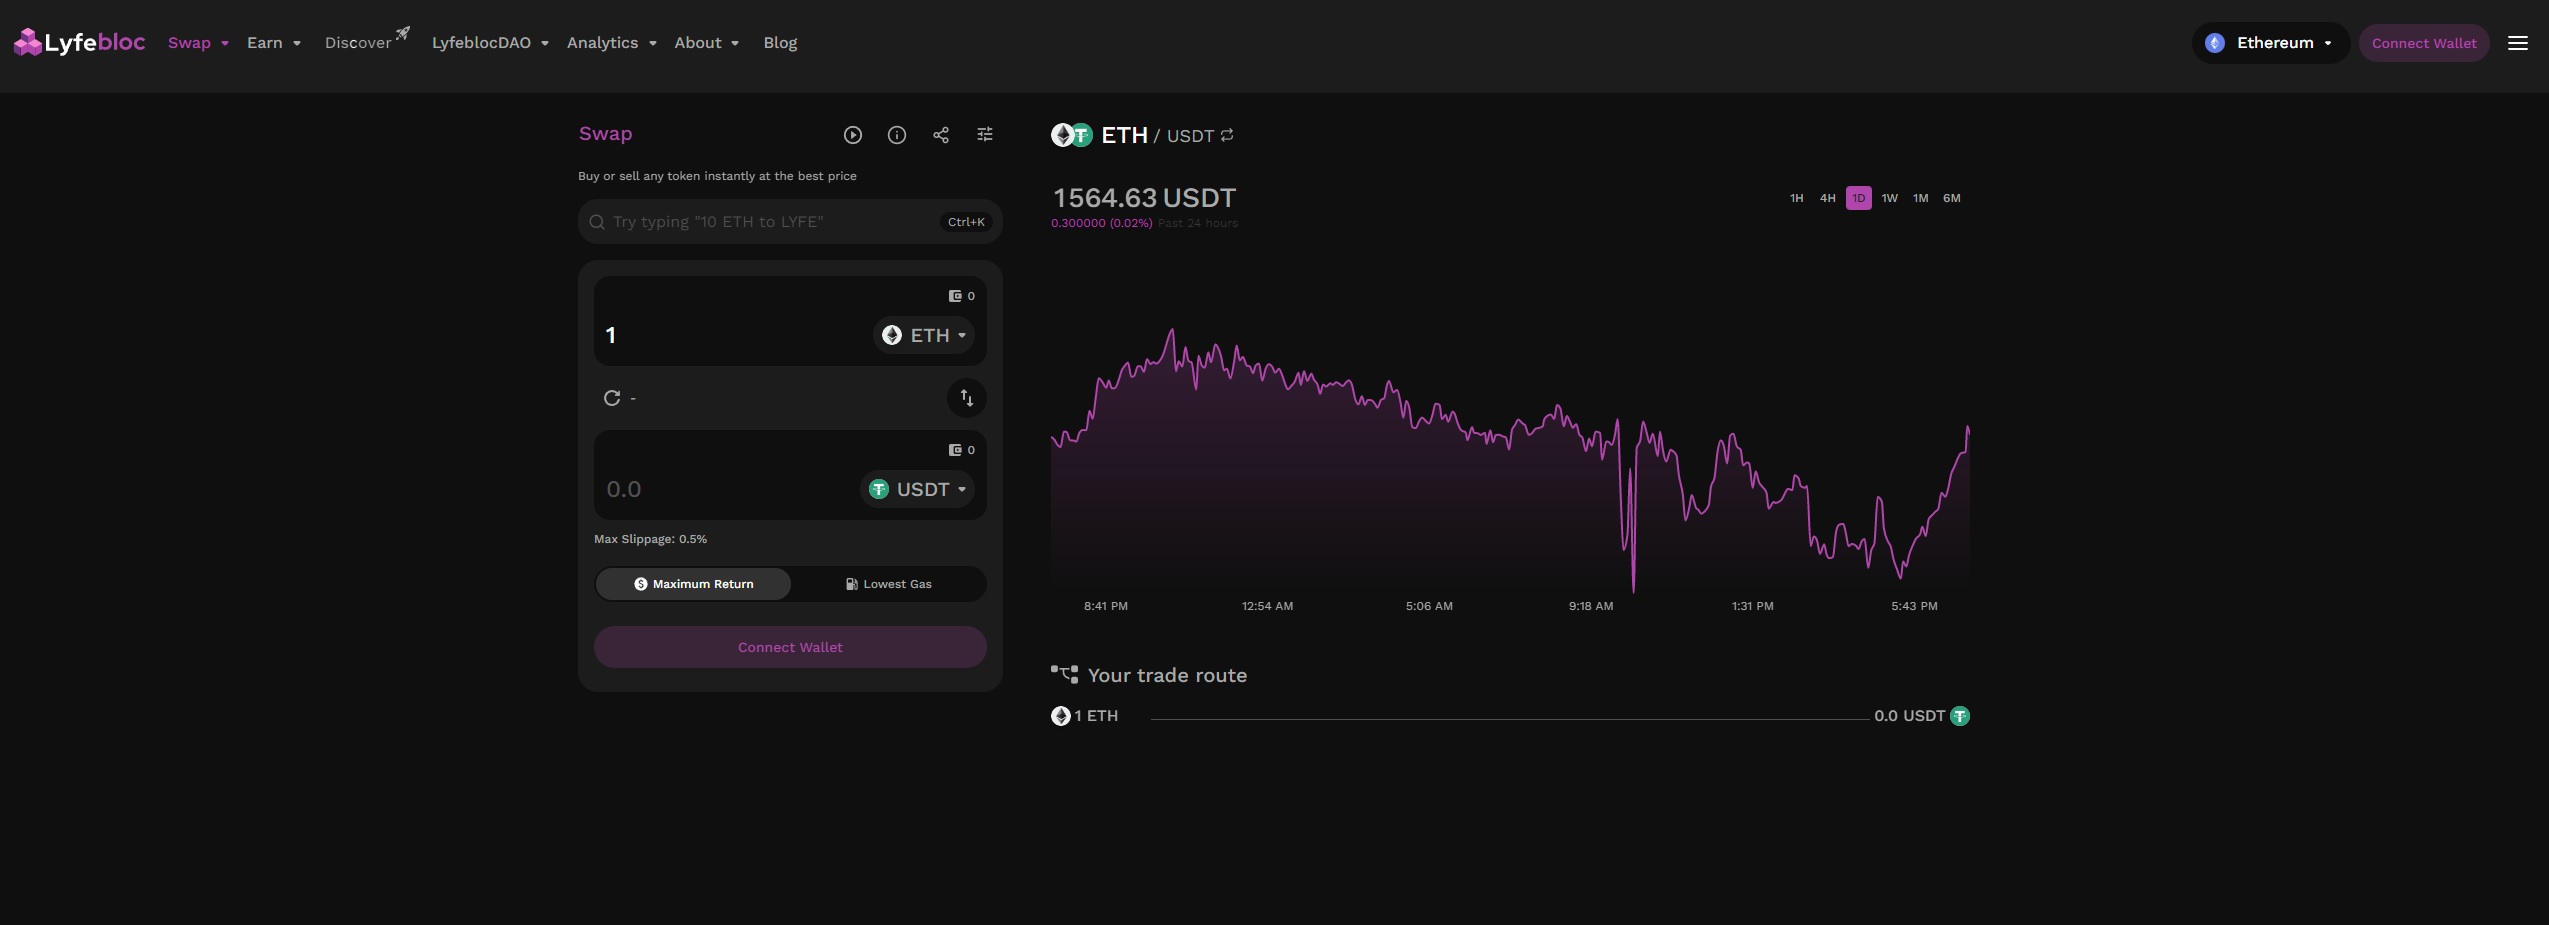 Lyfebloc Swap Earn Discover LyfeblocDAO Analytics About Blog Ethereum Connect Wallet
Swap
Buy or sell any token instantly at the best price
Try typing "10 ETH to LYFE" Ctrl+K
0
1 ETH
-
0
0.0 USDT
Max Slippage: 0.5%
Maximum Return Lowest Gas
Connect Wallet
ETH / USDT
1564.63 USDT
0.300000 (0.02%) Past 24 hours
1H 4H 1D 1W 1M 6M
8:41 PM 12:54 AM 5:06 AM 9:18 AM 1:31 PM 5:43 PM
Your trade route
1 ETH 0.0 USDT